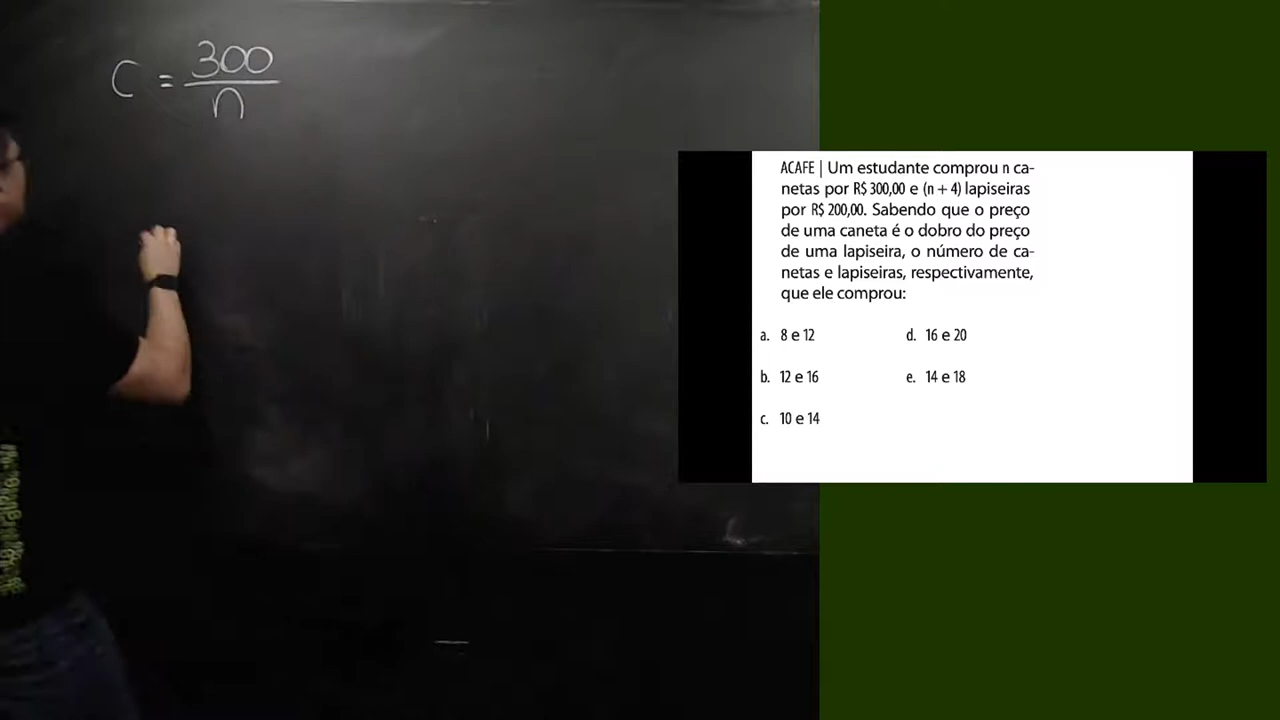 C = 300/n
ACAFE | Um estudante comprou n ca-
netas por R$ 300,00 e (n + 4) lapiseiras
por R$ 200,00. Sabendo que o preço
de uma caneta é o dobro do preço
de uma lapiseira, o número de ca-
netas e lapiseiras, respectivamente,
que ele comprou:
a. 8 e 12
b. 12 e 16
c. 10 e 14
d. 16 e 20
e. 14 e 18